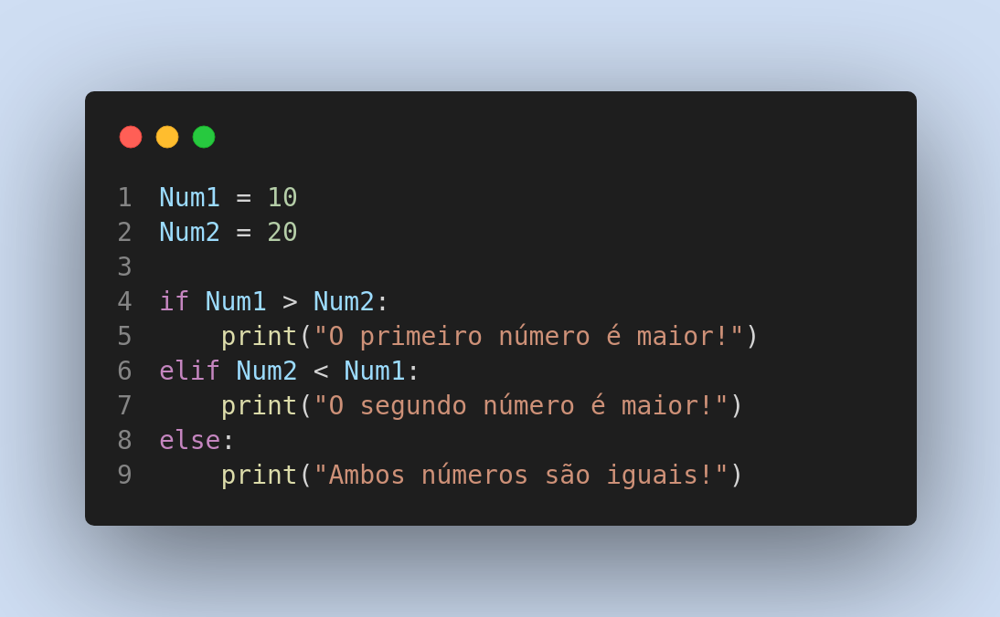 1 Num1 = 10
2 Num2 = 20
3
4 if Num1 > Num2:
5     print("O primeiro número é maior!")
6 elif Num2 < Num1:
7     print("O segundo número é maior!")
8 else:
9     print("Ambos números são iguais!")